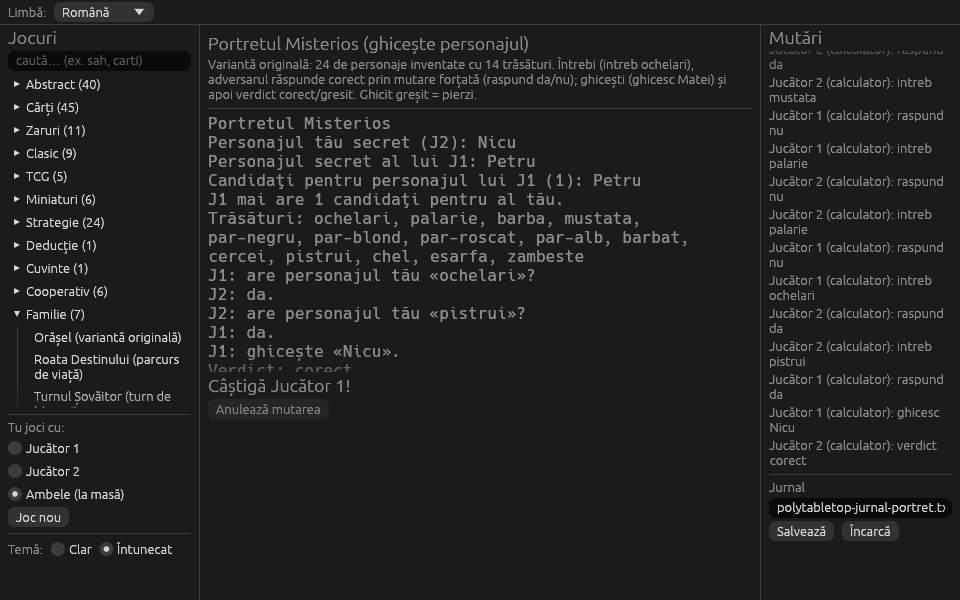 Limbă: Română
Jocuri
caută... (ex. sah, carti)
Abstract (40)
Cărți (45)
Zaruri (11)
Clasic (9)
TCG (5)
Miniaturi (6)
Strategie (24)
Deducție (1)
Cuvinte (1)
Cooperativ (6)
Familie (7)
Orășel (variantă originală)
Roata Destinului (parcurs
de viață)
Turnul Șovăitor (turn de
Tu joci cu:
Jucător 1
Jucător 2
Ambele (la masă)
Joc nou
Temă: Clar Întunecat
Portretul Misterios (ghicește personajul)
Variantă originală: 24 de personaje inventate cu 14 trăsături. Întrebi (intreb ochelari),
adversarul răspunde corect prin mutare forțată (raspund da/nu); ghicești (ghicesc Matei) și
apoi verdict corect/gresit. Ghicit greșit = pierzi.
Portretul Misterios
Personajul tău secret (J2): Nicu
Personajul secret al lui J1: Petru
Candidați pentru personajul lui J1 (1): Petru
J1 mai are 1 candidați pentru al tău.
Trăsături: ochelari, palarie, barba, mustata,
par-negru, par-blond, par-roscat, par-alb, barbat,
cercei, pistrui, chel, esarfa, zambeste
J1: are personajul tău «ochelari»?
J2: da.
J2: are personajul tău «pistrui»?
J1: da.
J1: ghicește «Nicu».
Verdict: corect
Câștigă Jucător 1!
Anulează mutarea
Mutări
Jucător 2 (calculator): raspund
da
Jucător 2 (calculator): intreb
mustata
Jucător 1 (calculator): raspund
nu
Jucător 1 (calculator): intreb
palarie
Jucător 2 (calculator): raspund
nu
Jucător 2 (calculator): intreb
palarie
Jucător 1 (calculator): raspund
nu
Jucător 1 (calculator): intreb
ochelari
Jucător 2 (calculator): raspund
da
Jucător 2 (calculator): intreb
pistrui
Jucător 1 (calculator): raspund
da
Jucător 1 (calculator): ghicesc
Nicu
Jucător 2 (calculator): verdict
corect
Jurnal
polytabletop-jurnal-portret.tx
Salvează Încarcă